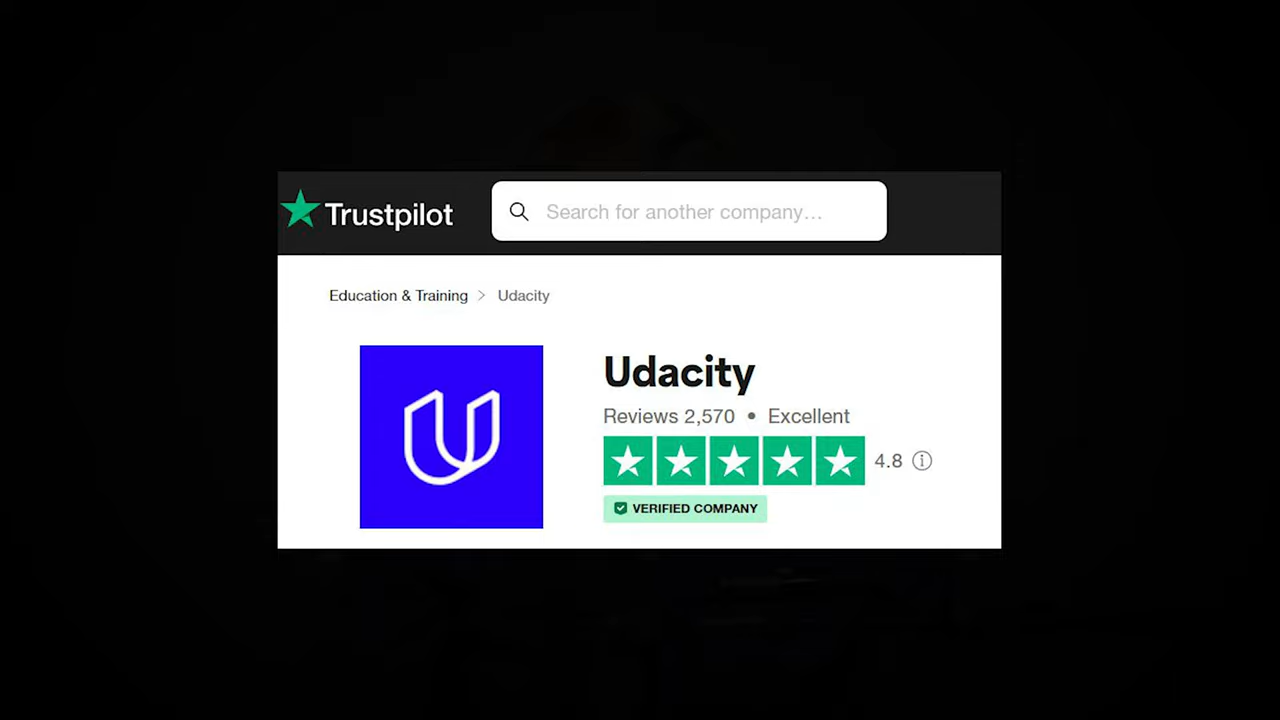 Trustpilot
Search for another company...
Education & Training > Udacity
Udacity
Reviews 2,570 • Excellent
4.8
VERIFIED COMPANY